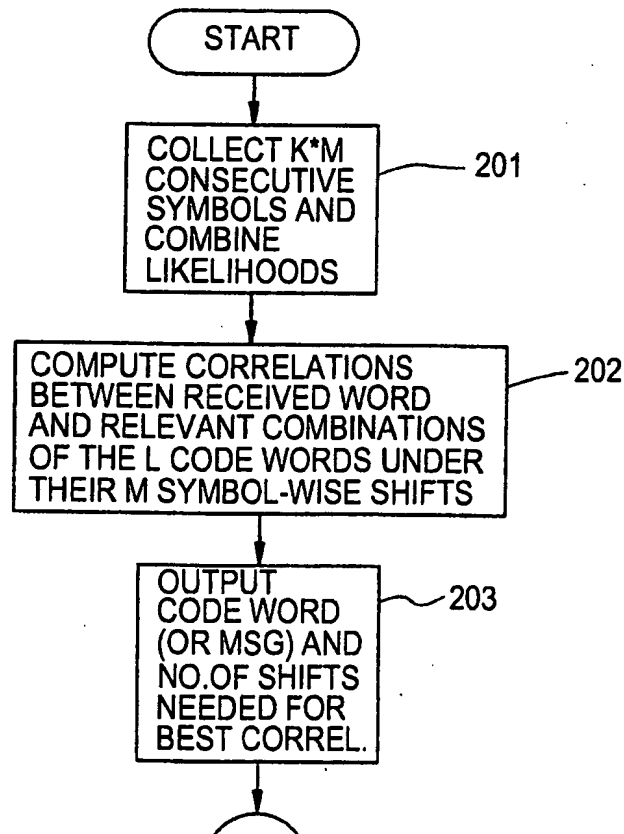 START
COLLECT K*M
CONSECUTIVE
SYMBOLS AND
COMBINE
LIKELIHOODS
201
COMPUTE CORRELATIONS
BETWEEN RECEIVED WORD
AND RELEVANT COMBINATIONS
OF THE L CODE WORDS UNDER
THEIR M SYMBOL-WISE SHIFTS
202
OUTPUT
CODE WORD
(OR MSG) AND
NO.OF SHIFTS
NEEDED FOR
BEST CORREL.
203